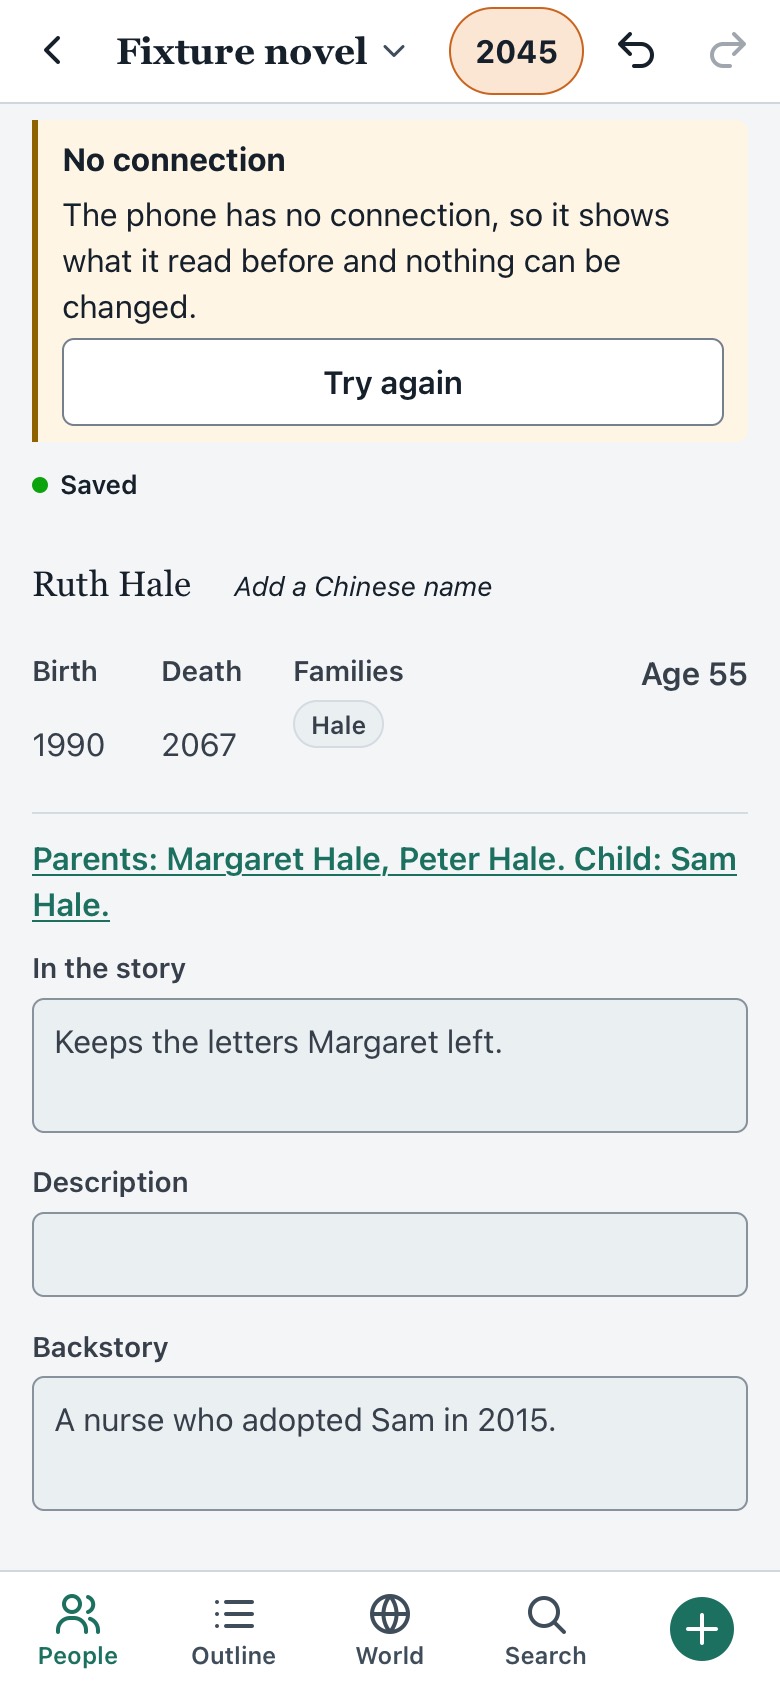 Fixture novel
2045
No connection
The phone has no connection, so it shows
what it read before and nothing can be
changed.
Try again
Saved
Ruth Hale Add a Chinese name
Birth Death Families Age 55
Hale
1990 2067
Parents: Margaret Hale, Peter Hale. Child: Sam
Hale.
In the story
Keeps the letters Margaret left.
Description
Backstory
A nurse who adopted Sam in 2015.
People Outline World Search